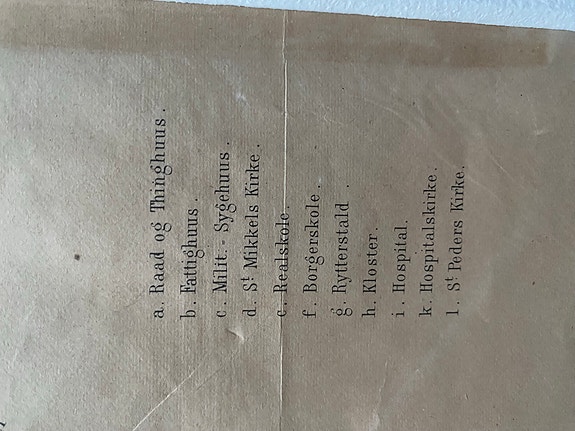 a. Raad og Thinghuus.
b. Fattighuus.
c. Milit.-Sygehuus.
d. St Mikkels Kirke.
e. Realskole.
f. Borgerskole.
g. Rytterstald.
h. Kloster.
i. Hospital.
k. Hospitalskirke.
l. St Peders Kirke.